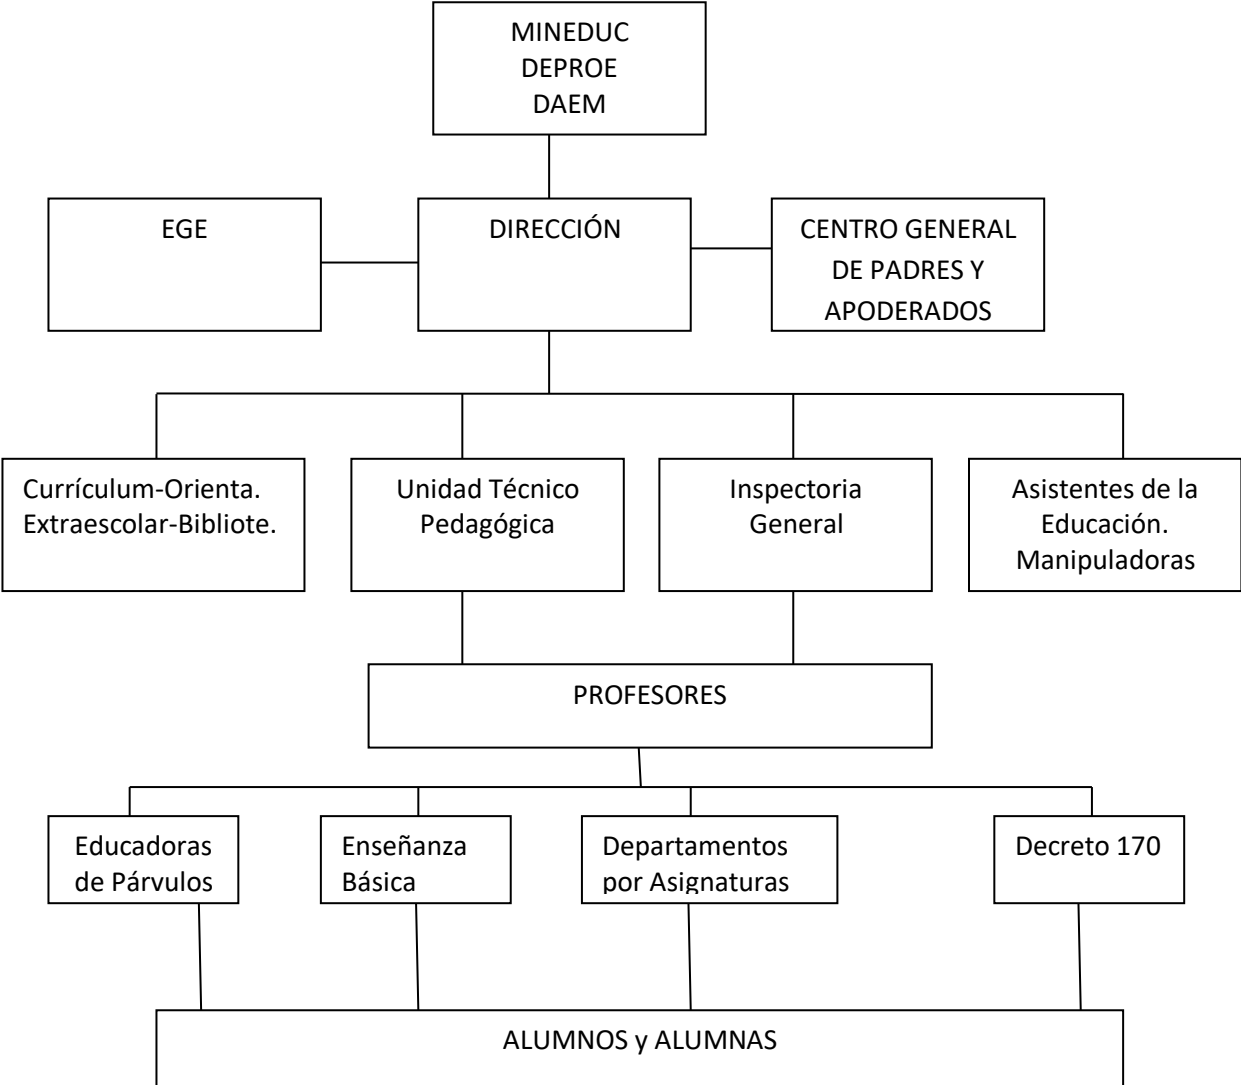 MINEDUC
DEPROE
DAEM
EGE
DIRECCIÓN
CENTRO GENERAL
DE PADRES Y
APODERADOS
Currículum-Orienta.
Extraescolar-Bibliote.
Unidad Técnico
Pedagógica
Inspectoria
General
Asistentes de la
Educación.
Manipuladoras
PROFESORES
Educadoras
de Párvulos
Enseñanza
Básica
Departamentos
por Asignaturas
Decreto 170
ALUMNOS y ALUMNAS